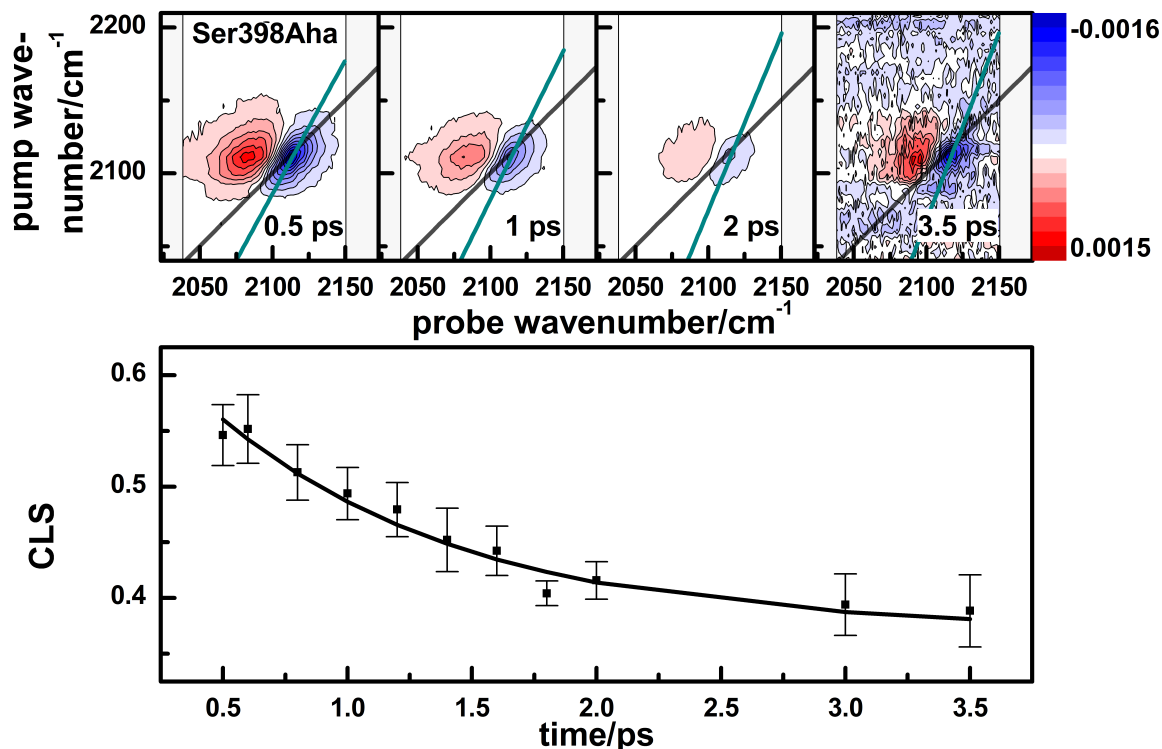 pump wave-
number/cm-1
2200
2100
Ser398Aha
0.5 ps
1 ps
2 ps
3.5 ps
-0.0016
0.0015
2050 2100 2150 2050 2100 2150 2050 2100 2150 2050 2100 2150
probe wavenumber/cm-1
CLS
0.6
0.5
0.4
0.5 1.0 1.5 2.0 2.5 3.0 3.5
time/ps